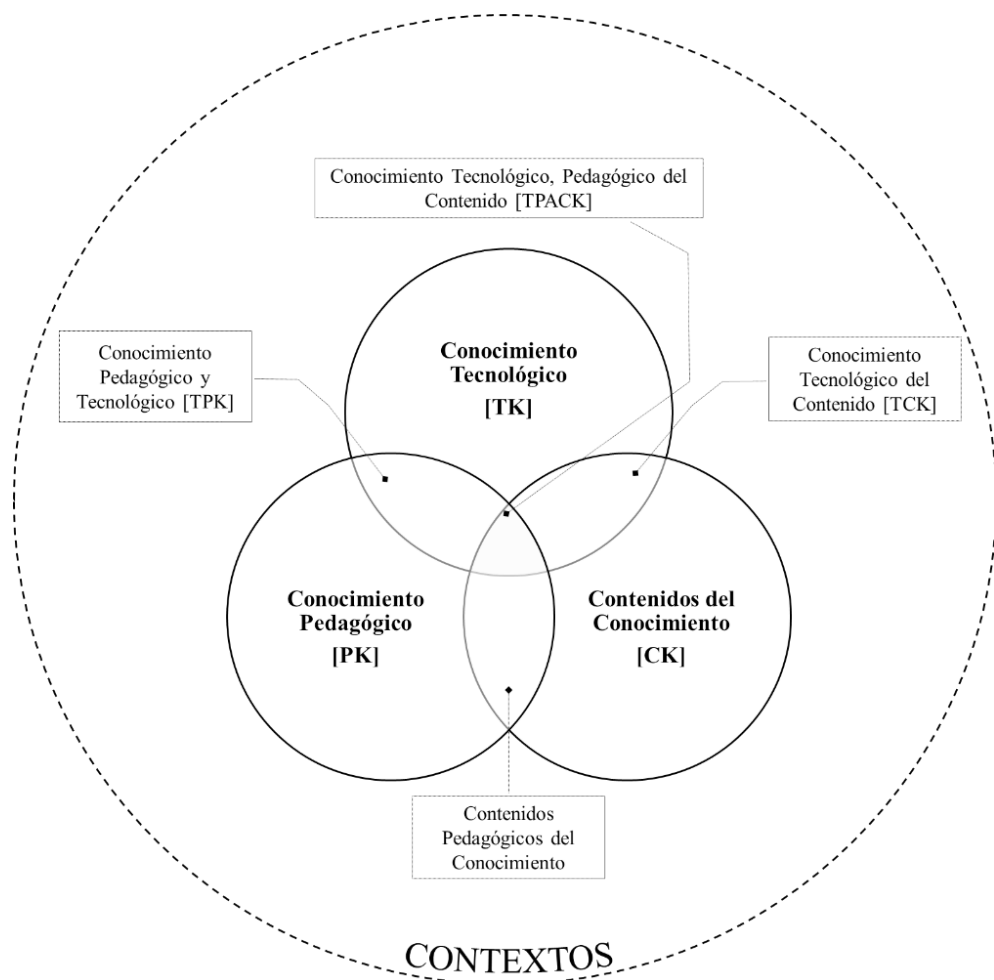 Conocimiento Tecnológico, Pedagógico del
Contenido [TPACK]
Conocimiento
Pedagógico y
Tecnológico [TPK]
Conocimiento
Tecnológico
[TK]
Conocimiento
Tecnológico del
Contenido [TCK]
Conocimiento
Pedagógico
[PK]
Contenidos del
Conocimiento
[CK]
Contenidos
Pedagógicos del
Conocimiento
CONTEXTOS